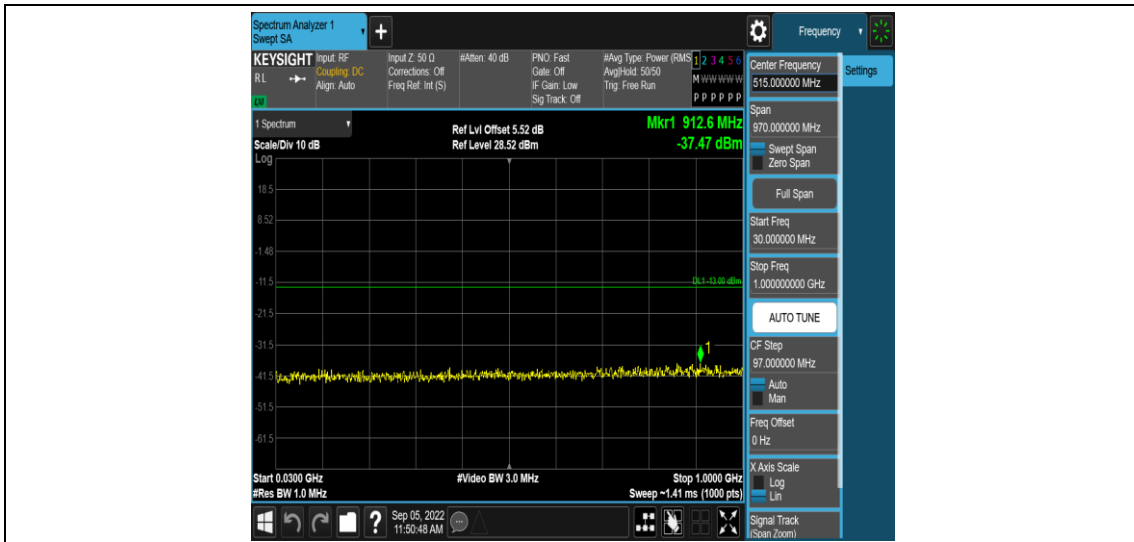 Spectrum Analyzer 1
Swept SA
+
Frequency
KEYSIGHT
RL
LXI
Input: RF
Coupling: DC
Align: Auto
Input Z: 50 Ω
Corrections: Off
Freq Ref: Int (S)
#Atten: 40 dB
PNO: Fast
Gate: Off
IF Gain: Low
Sig Track: Off
#Avg Type: Power (RMS
Avg|Hold: 50/50
Trig: Free Run
1 2 3 4 5 6
M W W W W W
P P P P P P
1 Spectrum
Scale/Div 10 dB
Ref Lvl Offset 5.52 dB
Ref Level 28.52 dBm
Mkr1 912.6 MHz
-37.47 dBm
Log
18.5
8.52
-1.48
-11.5
DL1 -13.00 dBm
-21.5
-31.5
1
-41.5
-51.5
-61.5
Start 0.0300 GHz
#Video BW 3.0 MHz
Stop 1.0000 GHz
#Res BW 1.0 MHz
Sweep ~1.41 ms (1000 pts)
?
Sep 05, 2022
11:50:48 AM
Center Frequency
515.000000 MHz
Settings
Span
970.000000 MHz
Swept Span
Zero Span
Full Span
Start Freq
30.000000 MHz
Stop Freq
1.000000000 GHz
AUTO TUNE
CF Step
97.000000 MHz
Auto
Man
Freq Offset
0 Hz
X Axis Scale
Log
Lin
Signal Track
(Span Zoom)